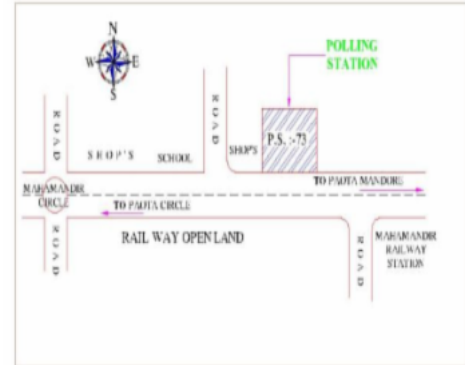 N
W E
S
POLLING
STATION
ROAD
ROAD
SHOP'S
SCHOOL
SHOP'S
P.S. :-73
TO PAOTA MANDORE
MAHAMANDIR
CIRCLE
TO PAOTA CIRCLE
ROAD
RAIL WAY OPEN LAND
ROAD
MAHAMANDIR
RAILWAY
STATION